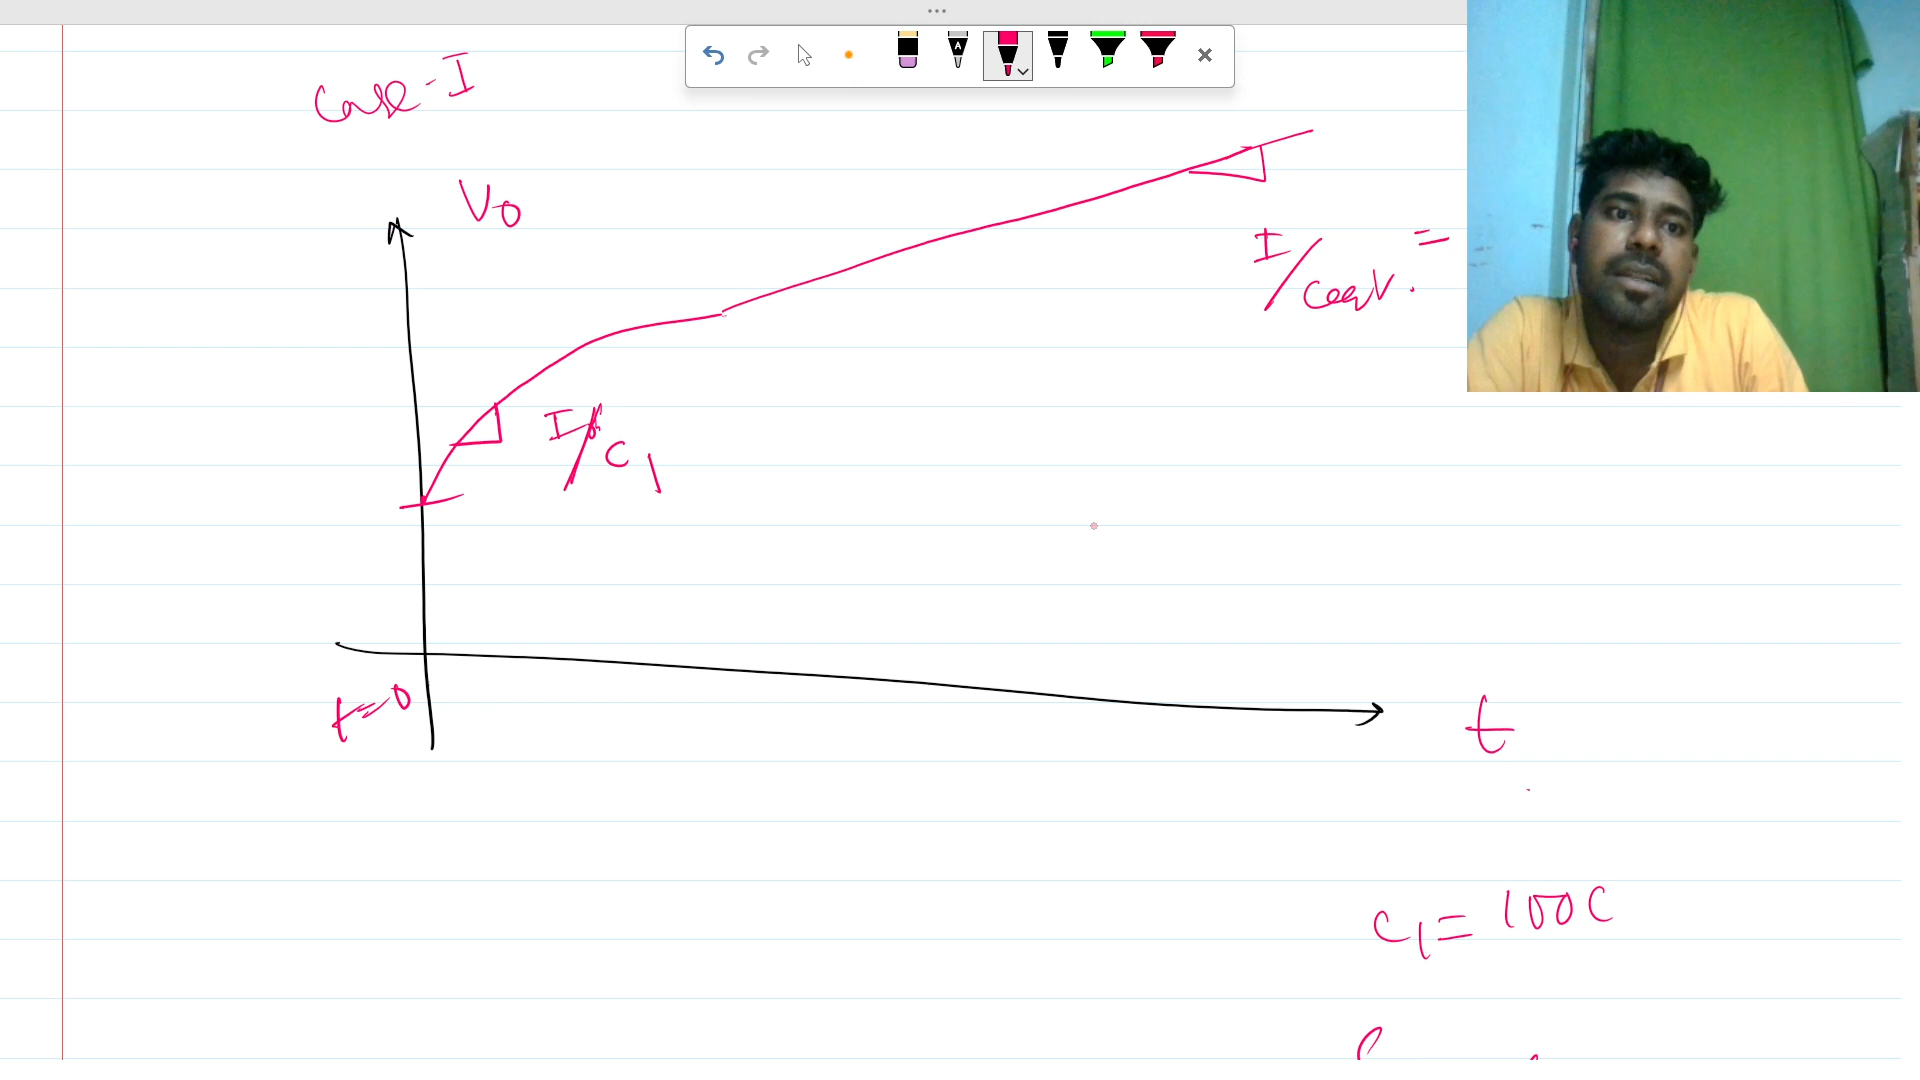 Case-I
V0
I/ceqv. =
I/C1
t=0
t
C1 = 100C